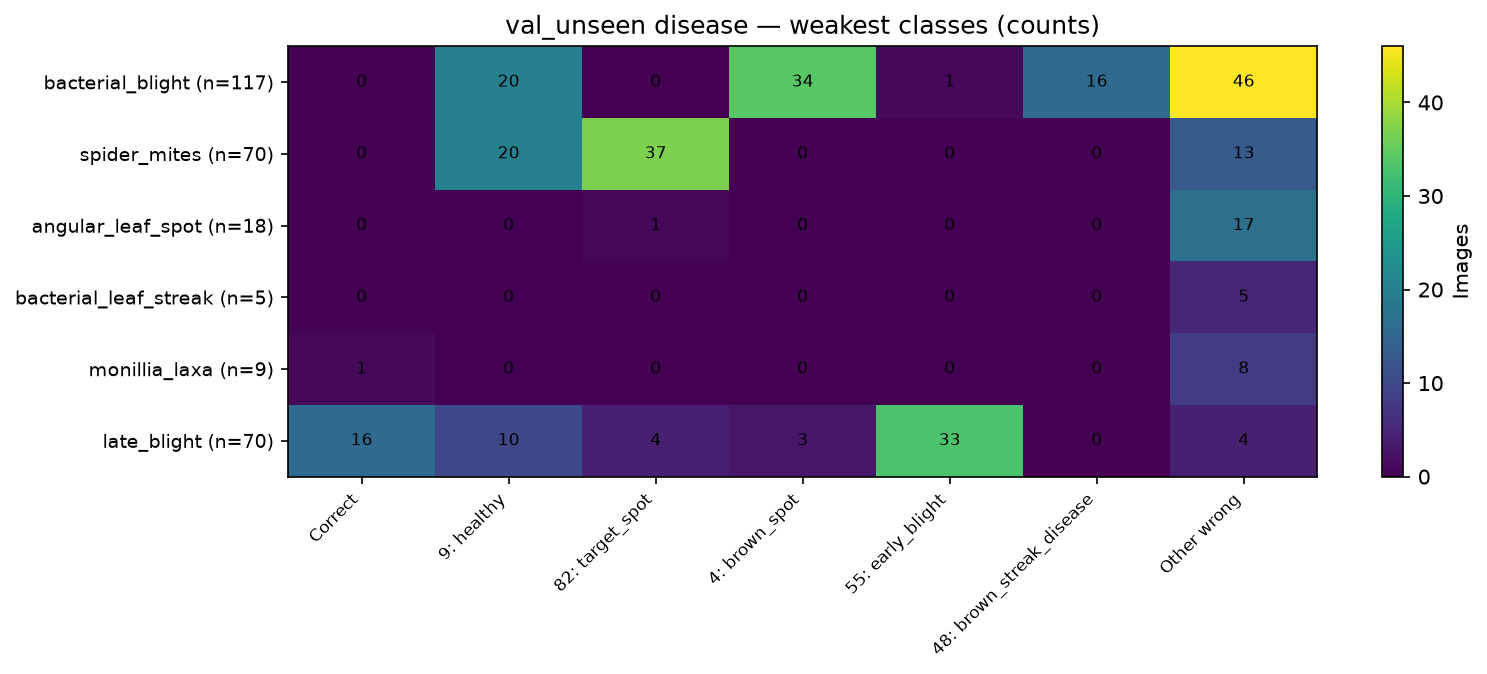 val_unseen disease — weakest classes (counts)
bacterial_blight (n=117) 0 20 0 34 1 16 46
spider_mites (n=70) 0 20 37 0 0 0 13
angular_leaf_spot (n=18) 0 0 1 0 0 0 17
bacterial_leaf_streak (n=5) 0 0 0 0 0 0 5
monillia_laxa (n=9) 1 0 0 0 0 0 8
late_blight (n=70) 16 10 4 3 33 0 4
Correct
9: healthy
82: target_spot
4: brown_spot
55: early_blight
48: brown_streak_disease
Other wrong
40
30
20
10
0
Images